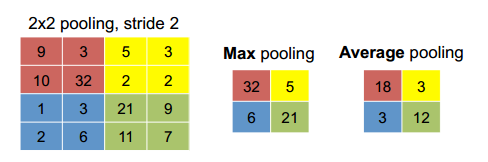 2x2 pooling, stride 2
9 3 5 3
10 32 2 2
1 3 21 9
2 6 11 7
Max pooling
32 5
6 21
Average pooling
18 3
3 12